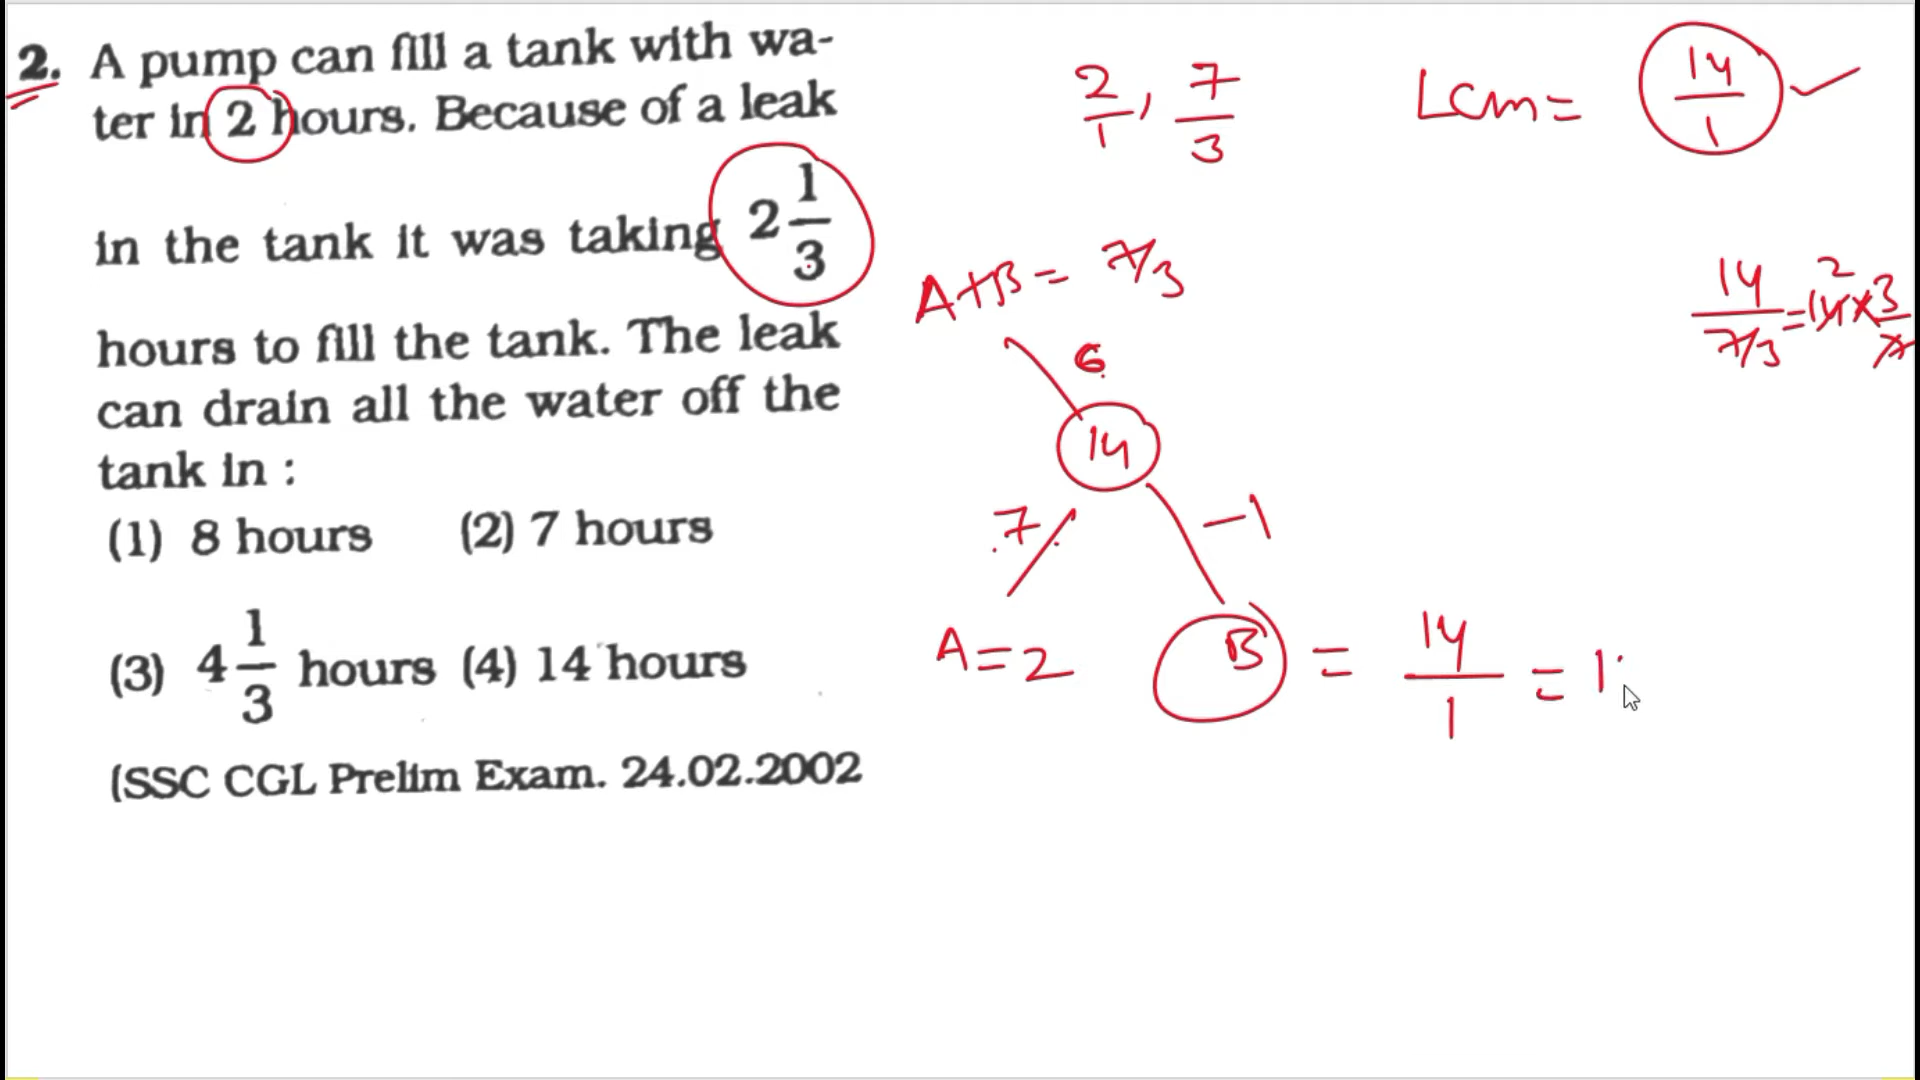 2. A pump can fill a tank with wa-
ter in 2 hours. Because of a leak
in the tank it was taking 2 1/3
hours to fill the tank. The leak
can drain all the water off the
tank in :
(1) 8 hours (2) 7 hours
(3) 4 1/3 hours (4) 14 hours
(SSC CGL Prelim Exam. 24.02.2002
2/1, 7/3 LCM = 14/1
A+B = 7/3
6
14
7 -1
A=2 B = 14/1 = 1
14/7/3 = 14 2 × 3/7